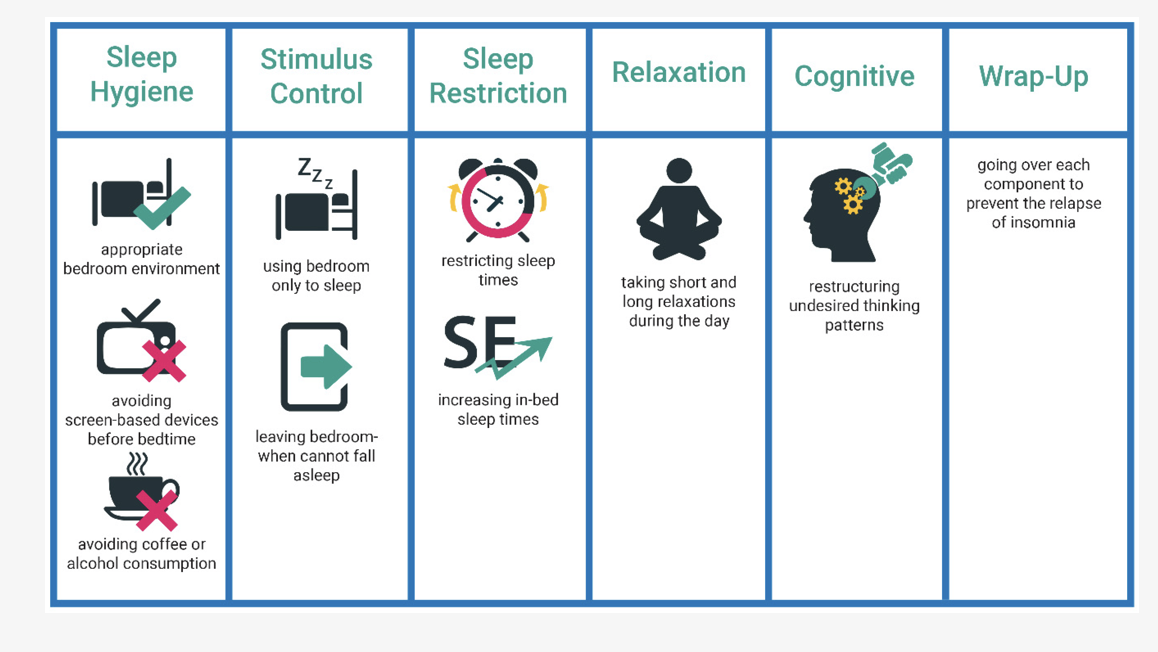 Sleep
Hygiene
Stimulus
Control
Sleep
Restriction
Relaxation
Cognitive
Wrap-Up
appropriate
bedroom environment
avoiding
screen-based devices
before bedtime
avoiding coffee or
alcohol consumption
Zzz
using bedroom
only to sleep
leaving bedroom-
when cannot fall
asleep
restricting sleep
times
SE
increasing in-bed
sleep times
taking short and
long relaxations
during the day
restructuring
undesired thinking
patterns
going over each
component to
prevent the relapse
of insomnia